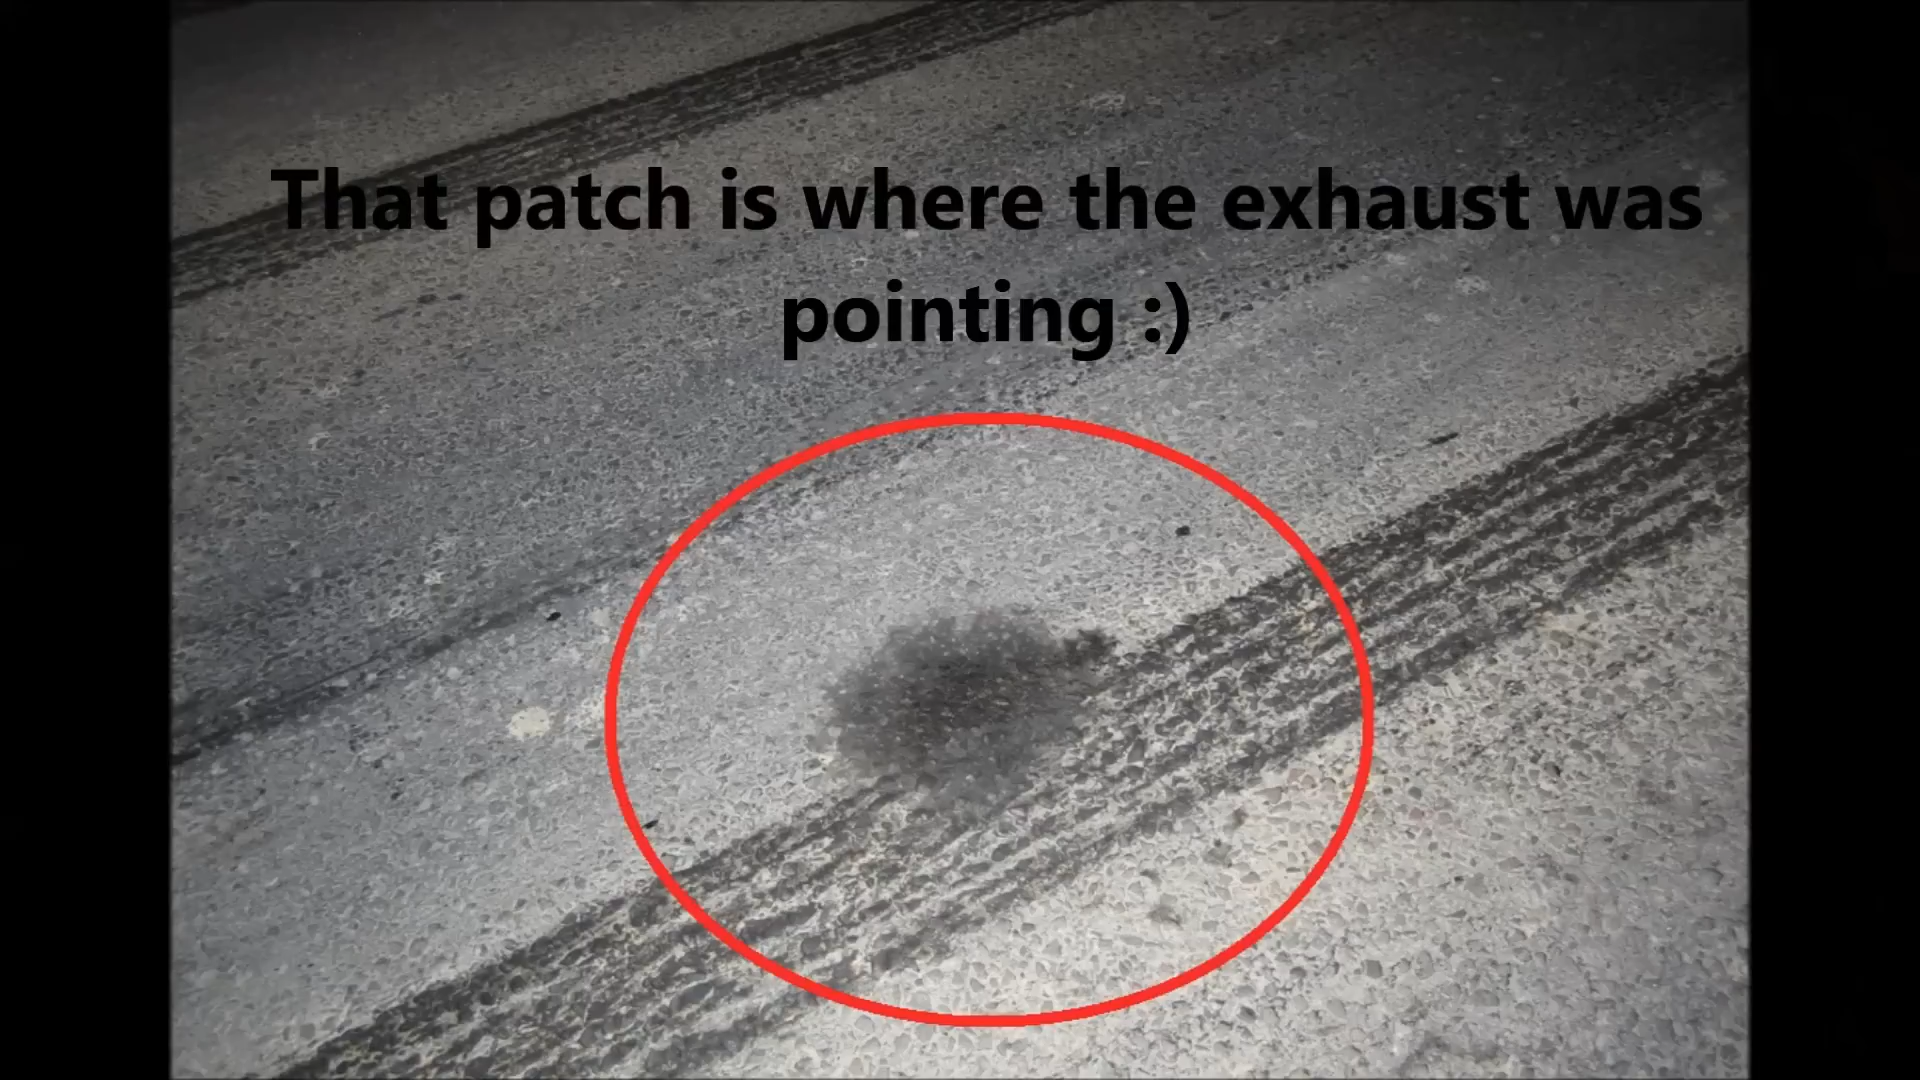 That patch is where the exhaust was
pointing :)